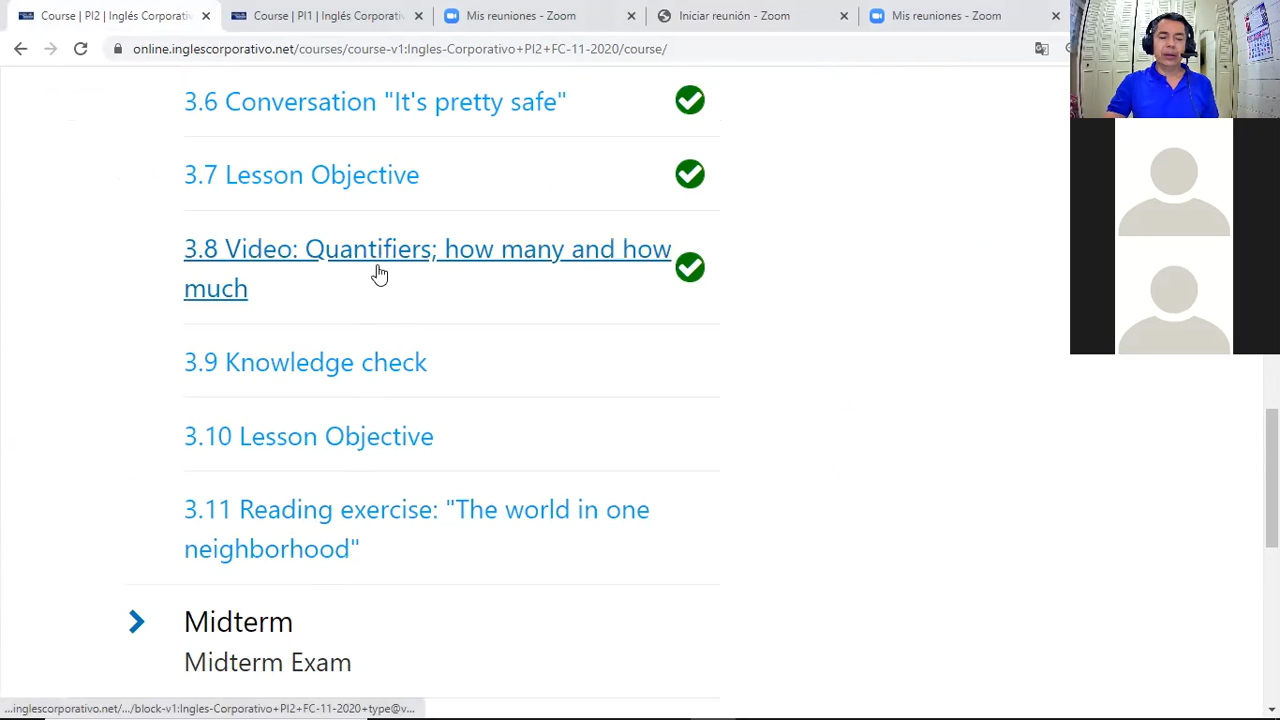 Course | PI2 | Inglés Corporativ
Course | PI1 | Inglés Corporativ
Mis reuniones - Zoom
Iniciar reunión - Zoom
Mis reuniones - Zoom
online.inglescorporativo.net/courses/course-v1:Ingles-Corporativo+PI2+FC-11-2020/course/
3.6 Conversation "It's pretty safe"
3.7 Lesson Objective
3.8 Video: Quantifiers; how many and how
much
3.9 Knowledge check
3.10 Lesson Objective
3.11 Reading exercise: "The world in one
neighborhood"
Midterm
Midterm Exam
...inglescorporativo.net/.../block-v1:Ingles-Corporativo+PI2+FC-11-2020+type@v...